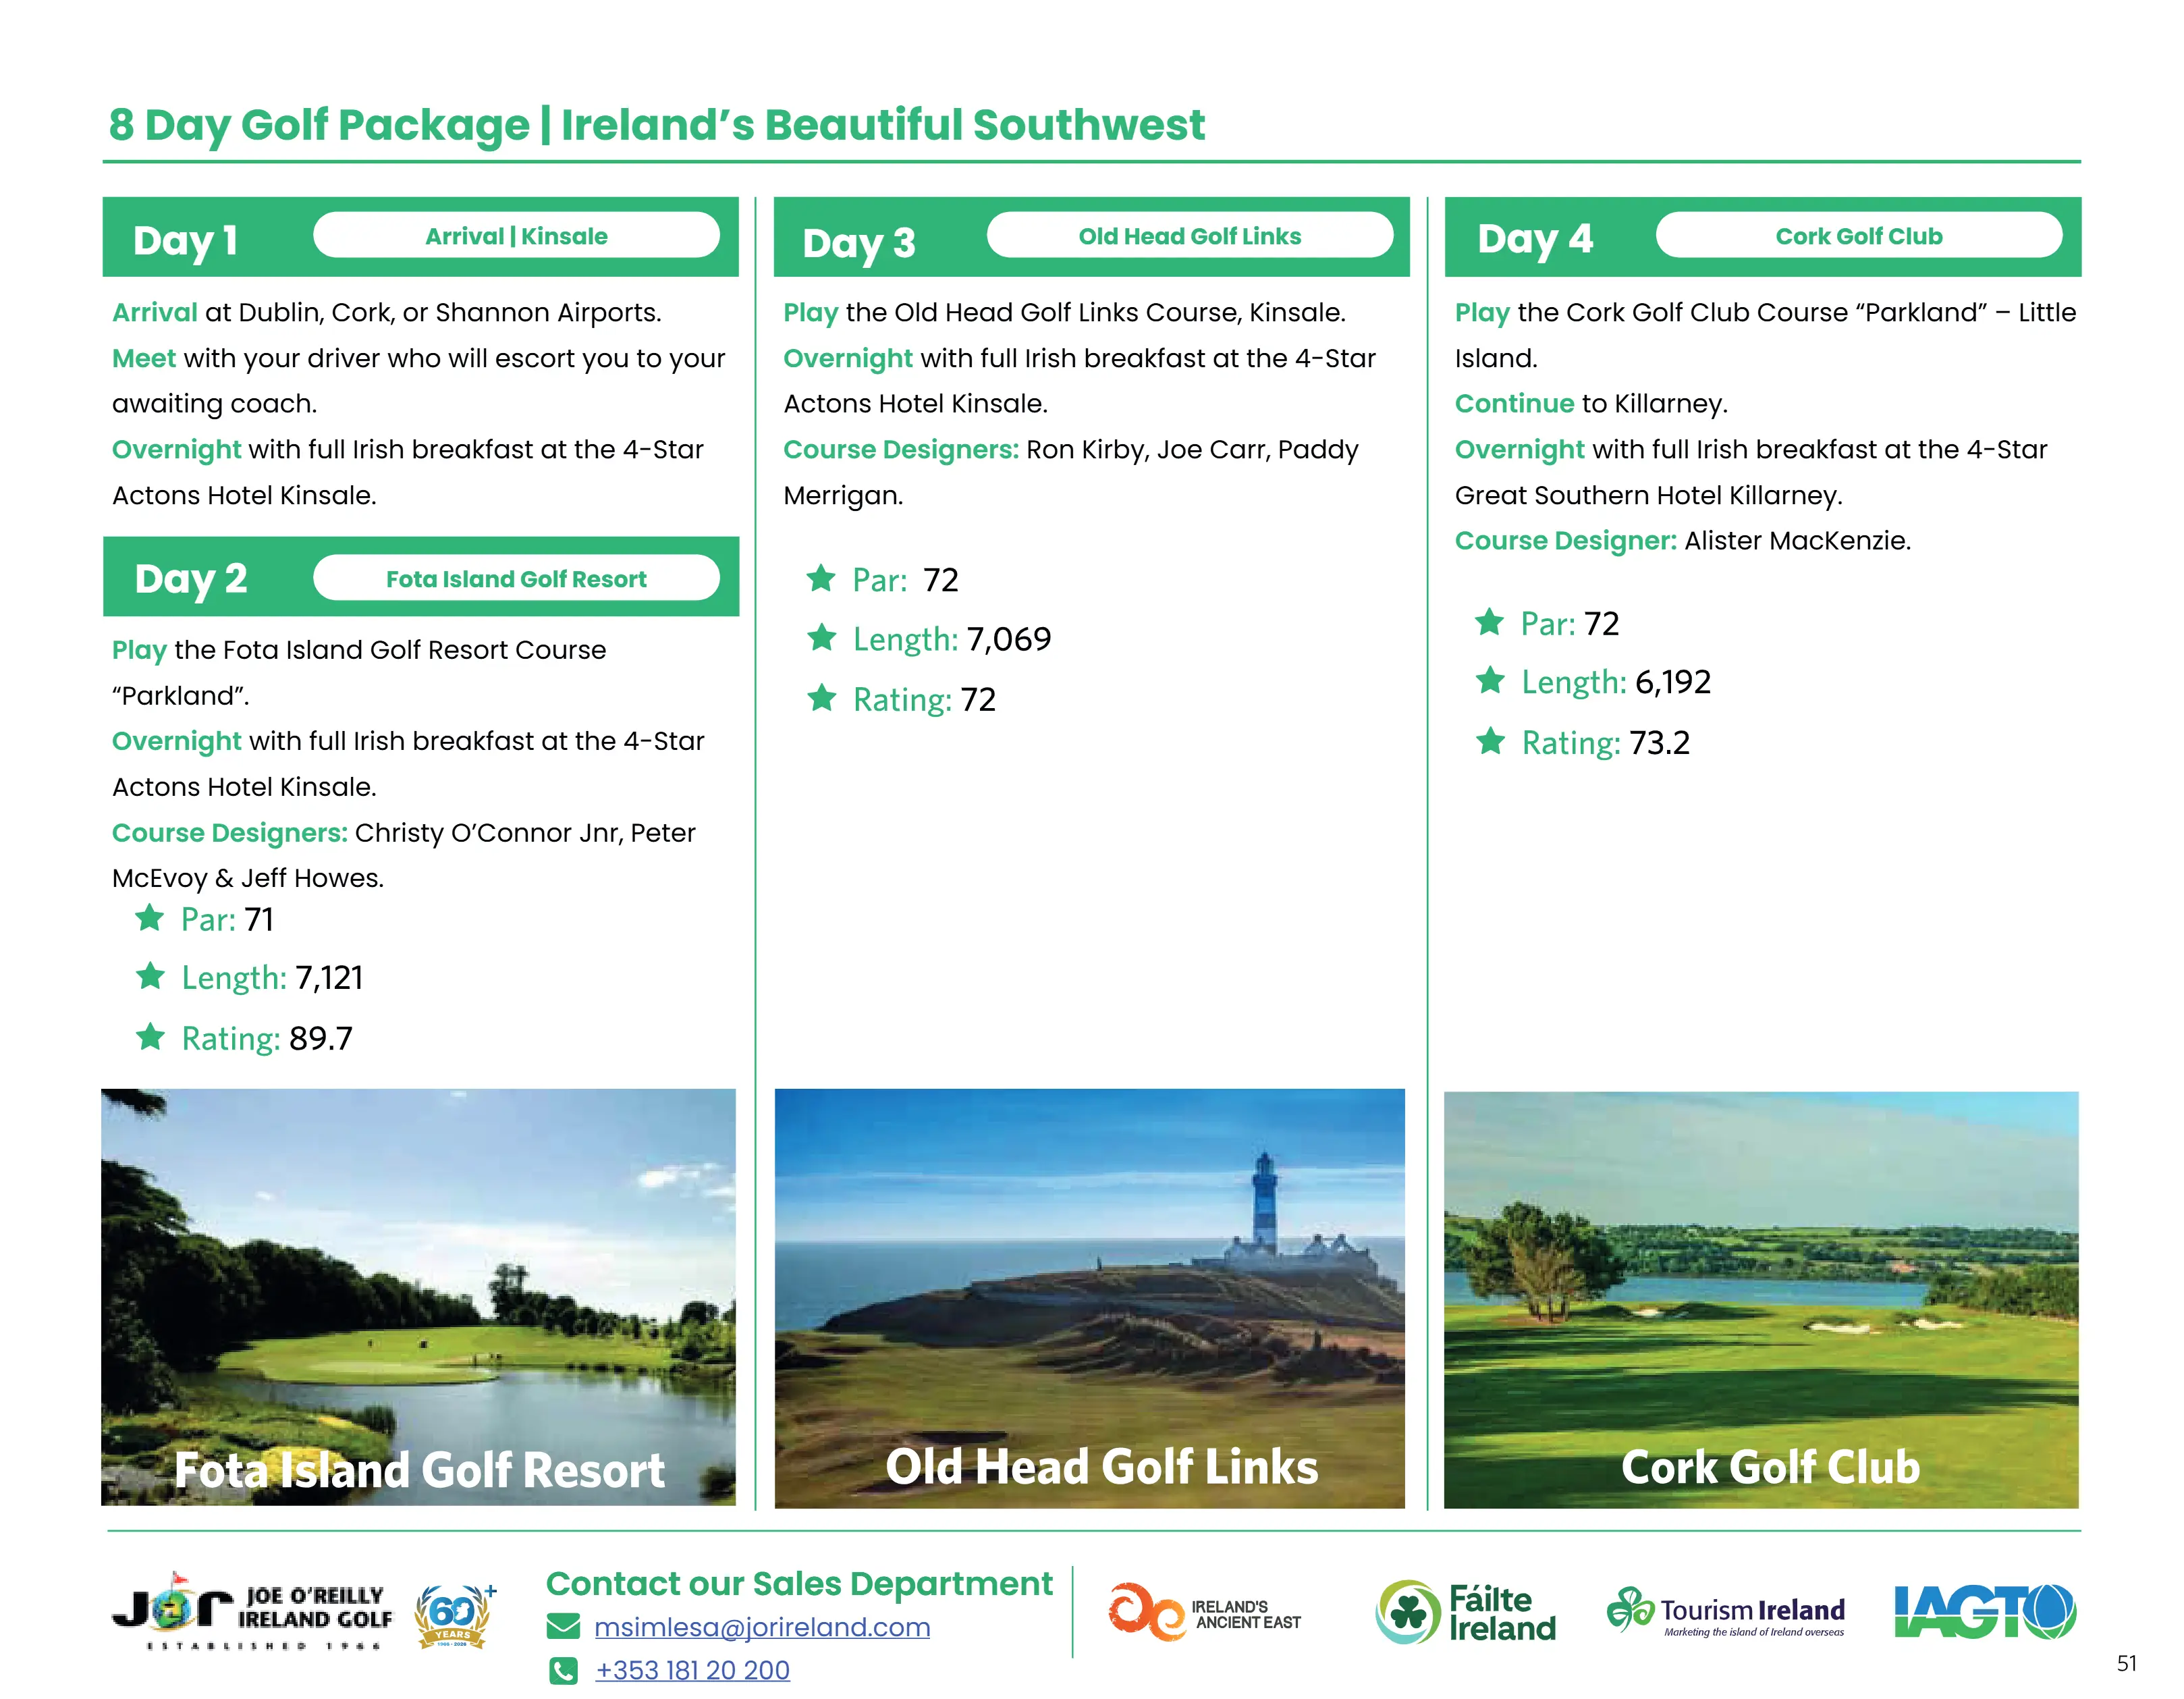 8 Day Golf Package | Ireland’s Beautiful Southwest
Day 1
Arrival | Kinsale
Arrival at Dublin, Cork, or Shannon Airports.
Meet with your driver who will escort you to your
awaiting coach.
Overnight with full Irish breakfast at the 4-Star
Actons Hotel Kinsale.
Day 2
Fota Island Golf Resort
Play the Fota Island Golf Resort Course
“Parkland”.
Overnight with full Irish breakfast at the 4-Star
Actons Hotel Kinsale.
Course Designers: Christy O’Connor Jnr, Peter
McEvoy & Jeff Howes.
Par: 71
Length: 7,121
Rating: 89.7
Fota Island Golf Resort
Day 3
Old Head Golf Links
Play the Old Head Golf Links Course, Kinsale.
Overnight with full Irish breakfast at the 4-Star
Actons Hotel Kinsale.
Course Designers: Ron Kirby, Joe Carr, Paddy
Merrigan.
Par: 72
Length: 7,069
Rating: 72
Old Head Golf Links
Day 4
Cork Golf Club
Play the Cork Golf Club Course “Parkland” – Little
Island.
Continue to Killarney.
Overnight with full Irish breakfast at the 4-Star
Great Southern Hotel Killarney.
Course Designer: Alister MacKenzie.
Par: 72
Length: 6,192
Rating: 73.2
Cork Golf Club
Jor
JOE O’REILLY
IRELAND GOLF
ESTABLISHED 1966
60+
YEARS
1966 - 2026
Contact our Sales Department
msimlesa@jorireland.com
+353 181 20 200
IRELAND'S
ANCIENT EAST
Fáilte
Ireland
Tourism Ireland
Marketing the island of Ireland overseas
IAGTO
51